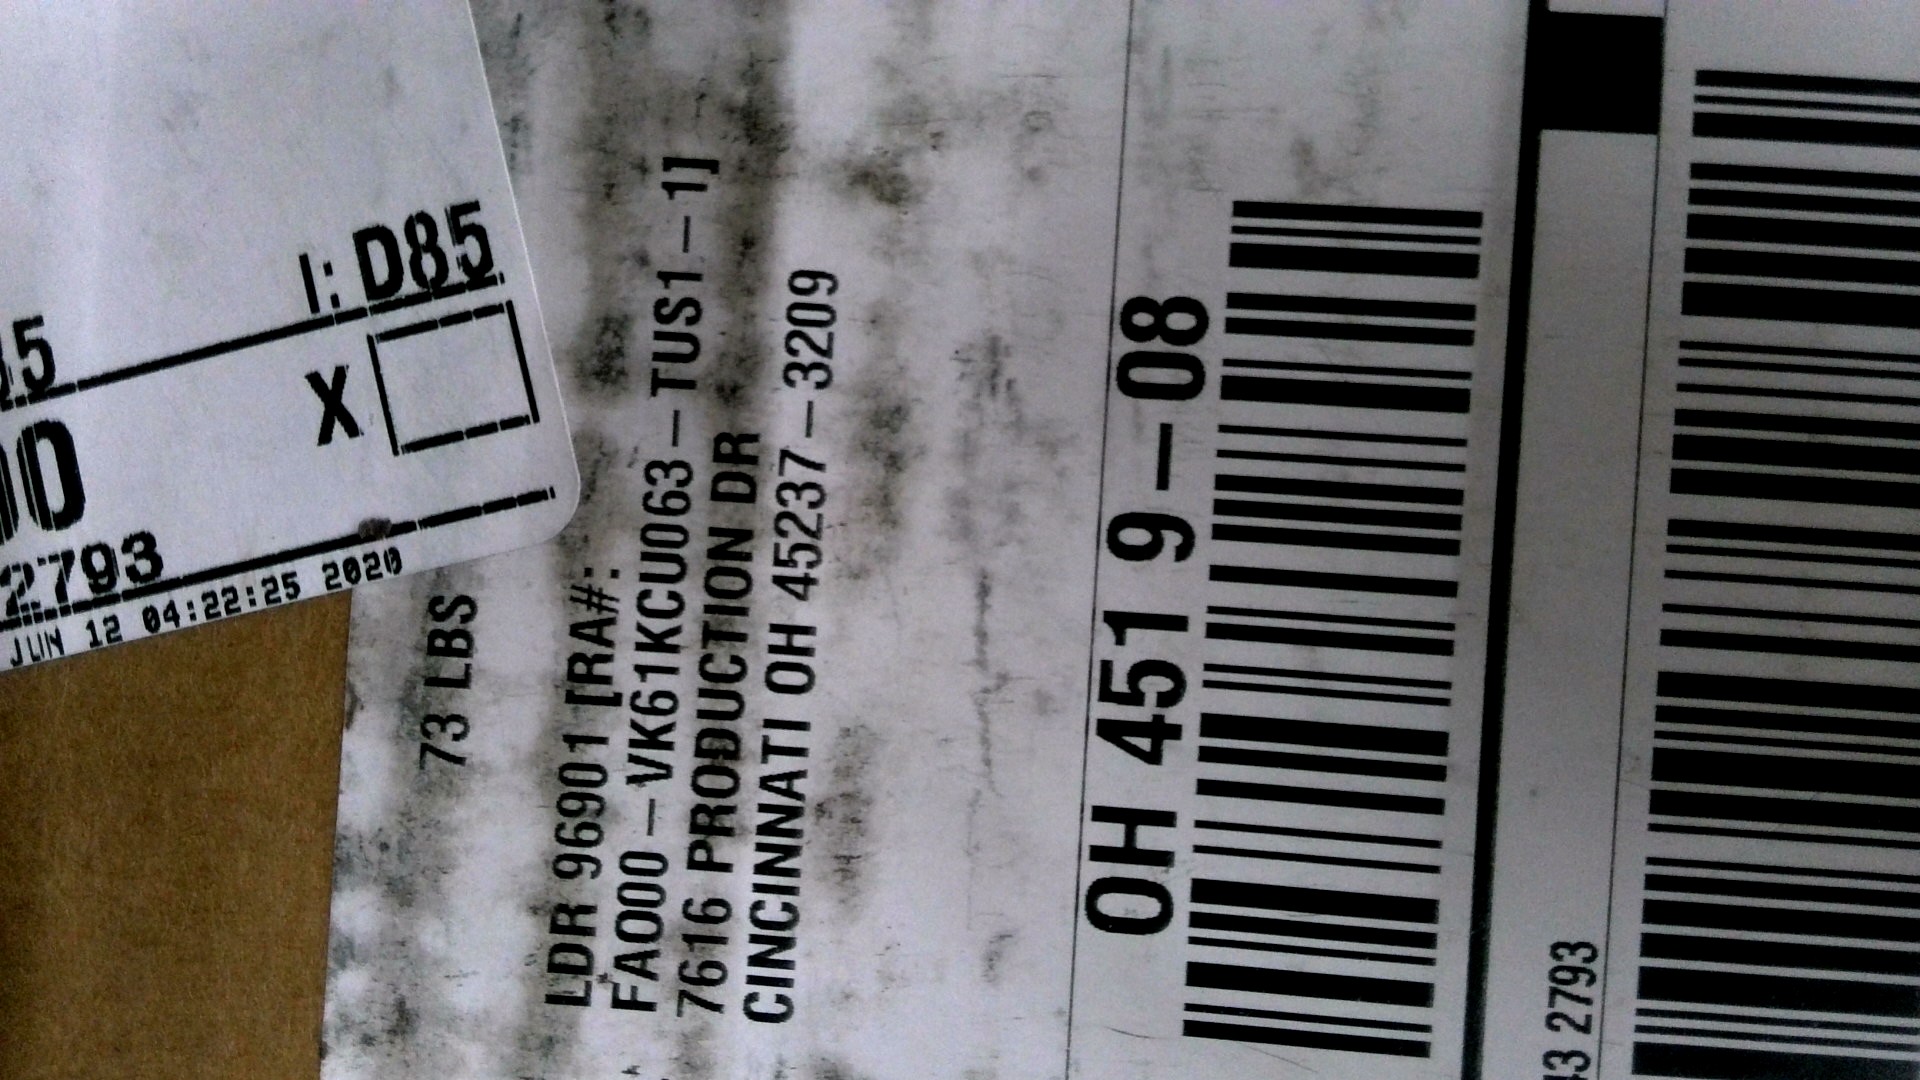 I: D85
X
2793
JUN 12 04:22:25 2020
73 LBS
LDR 96901 [RA#:
FA000-VK61KCU063-TUS1-1]
7616 PRODUCTION DR
CINCINNATI OH 45237-3209
OH 451 9-08
2793